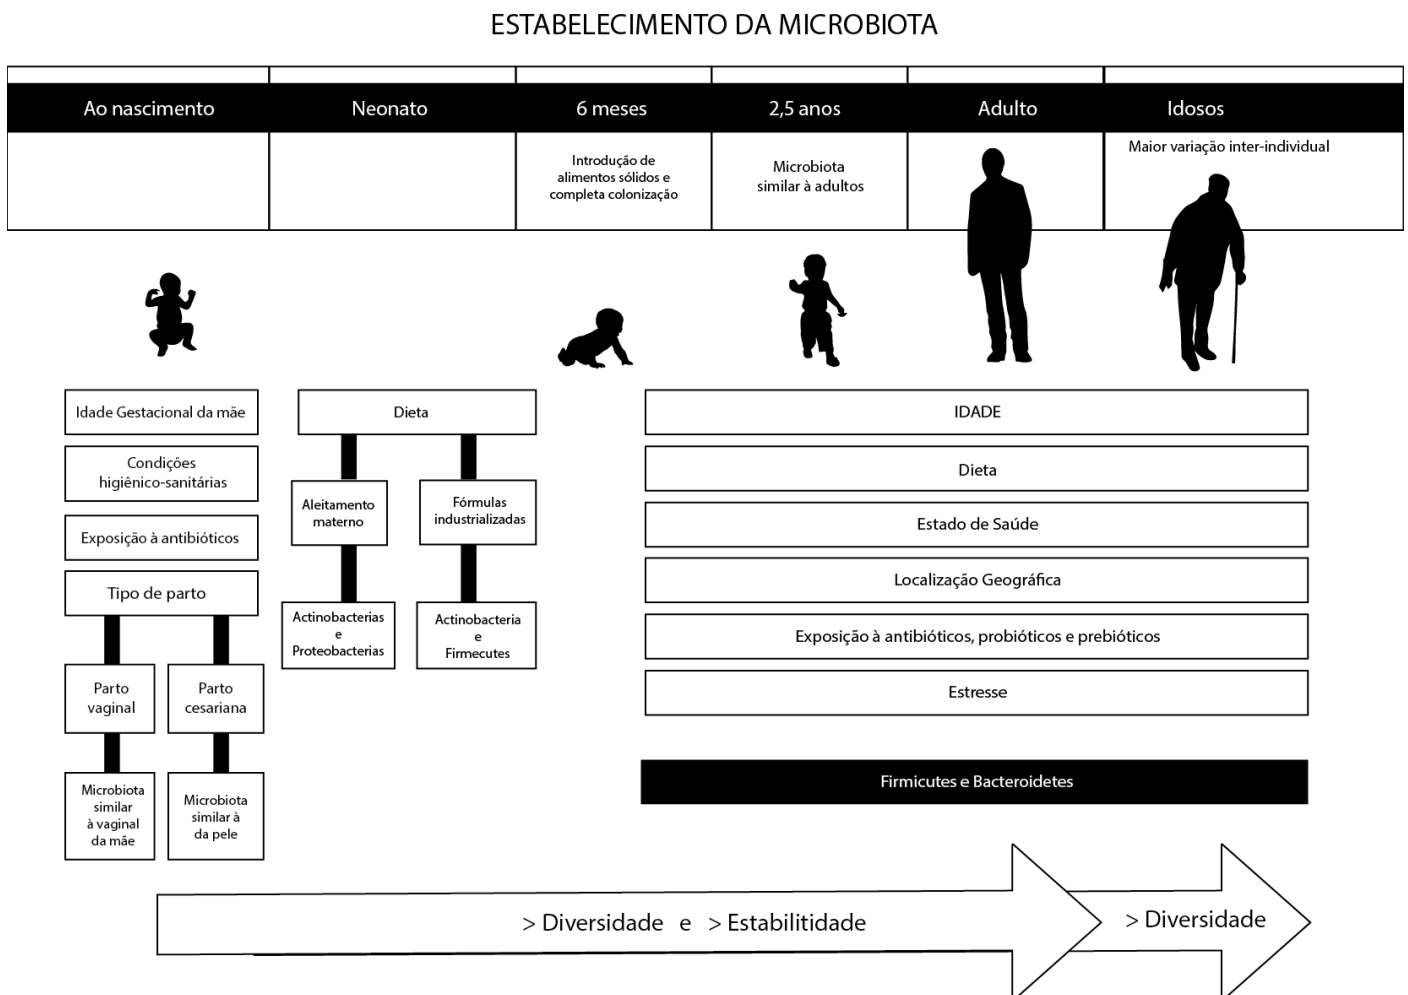 ESTABELECIMENTO DA MICROBIOTA
Ao nascimento
Neonato
6 meses
2,5 anos
Adulto
Idosos
Introdução de
alimentos sólidos e
completa colonização
Microbiota
similar à adultos
Maior variação inter-individual
Idade Gestacional da mãe
Condições
higiênico-sanitárias
Exposição à antibióticos
Tipo de parto
Parto
vaginal
Parto
cesariana
Microbiota
similar
à vaginal
da mãe
Microbiota
similar à
da pele
Dieta
Aleitamento
materno
Fórmulas
industrializadas
Actinobacterias
e
Proteobacterias
Actinobacteria
e
Firmecutes
IDADE
Dieta
Estado de Saúde
Localização Geográfica
Exposição à antibióticos, probióticos e prebióticos
Estresse
Firmicutes e Bacteroidetes
> Diversidade e > Estabilitidade
> Diversidade